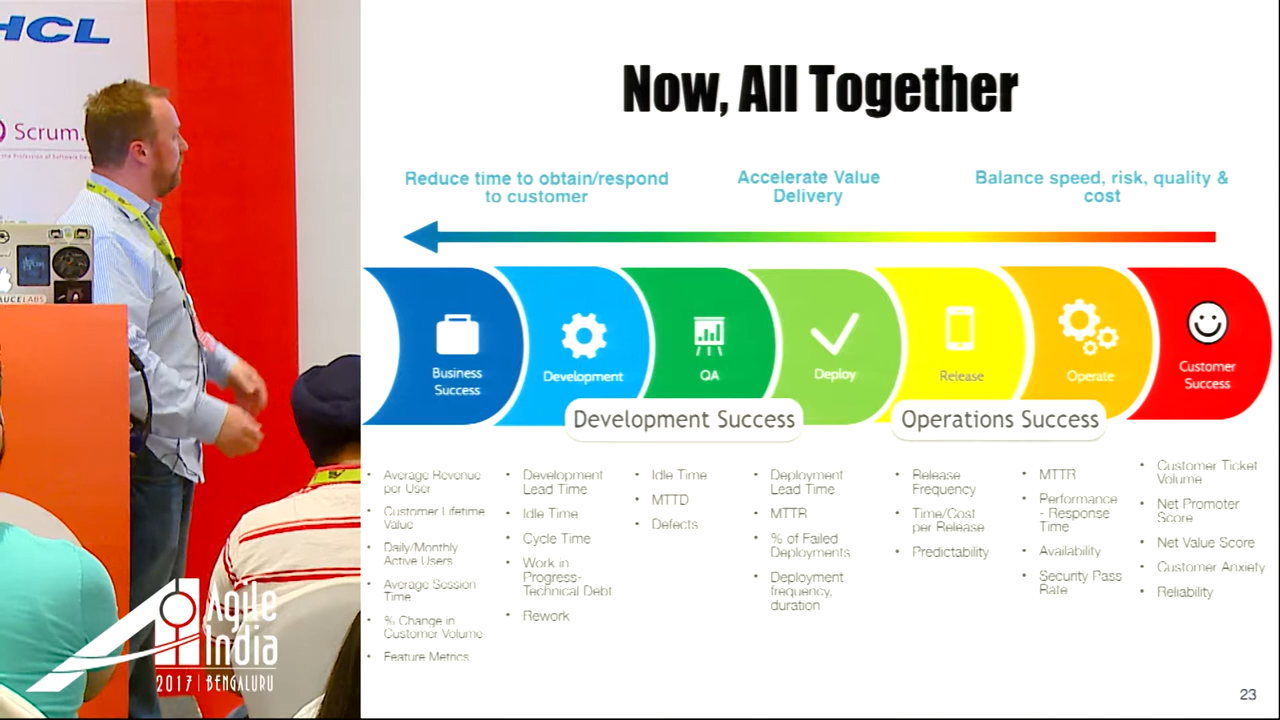 HCL
Scrum.
SAUCELABS
Agile
India
2017 | BENGALURU
Now, All Together
Reduce time to obtain/respond
to customer
Accelerate Value
Delivery
Balance speed, risk, quality &
cost
Business
Success
Development
QA
Deploy
Release
Operate
Customer
Success
Development Success
Operations Success
• Average Revenue
per User
• Customer Lifetime
Value
• Daily/Monthly
Active Users
• Average Session
Time
• % Change in
Customer Volume
• Feature Metrics
• Development
Lead Time
• Idle Time
• Cycle Time
• Work in
Progress-
Technical Debt
• Rework
• Idle Time
• MTTD
• Defects
• Deployment
Lead Time
• MTTR
• % of Failed
Deployments
• Deployment
frequency,
duration
• Release
Frequency
• Time/Cost
per Release
• Predictability
• MTTR
• Performance
- Response
Time
• Availability
• Security Pass
Rate
• Customer Ticket
Volume
• Net Promoter
Score
• Net Value Score
• Customer Anxiety
• Reliability
23